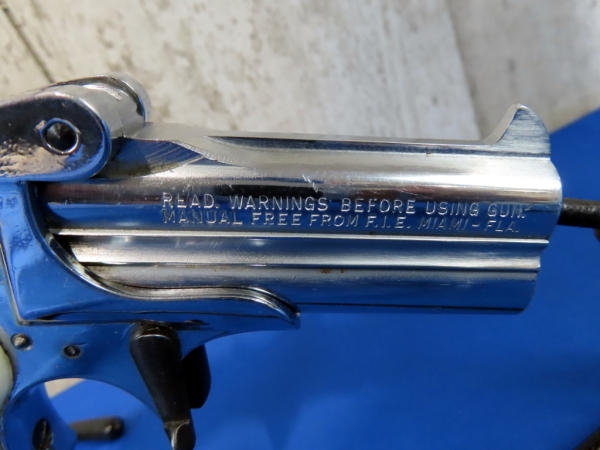 READ. WARNINGS BEFORE USING GUN.
MANUAL FREE FROM F.I.E. MIAMI-FLA.